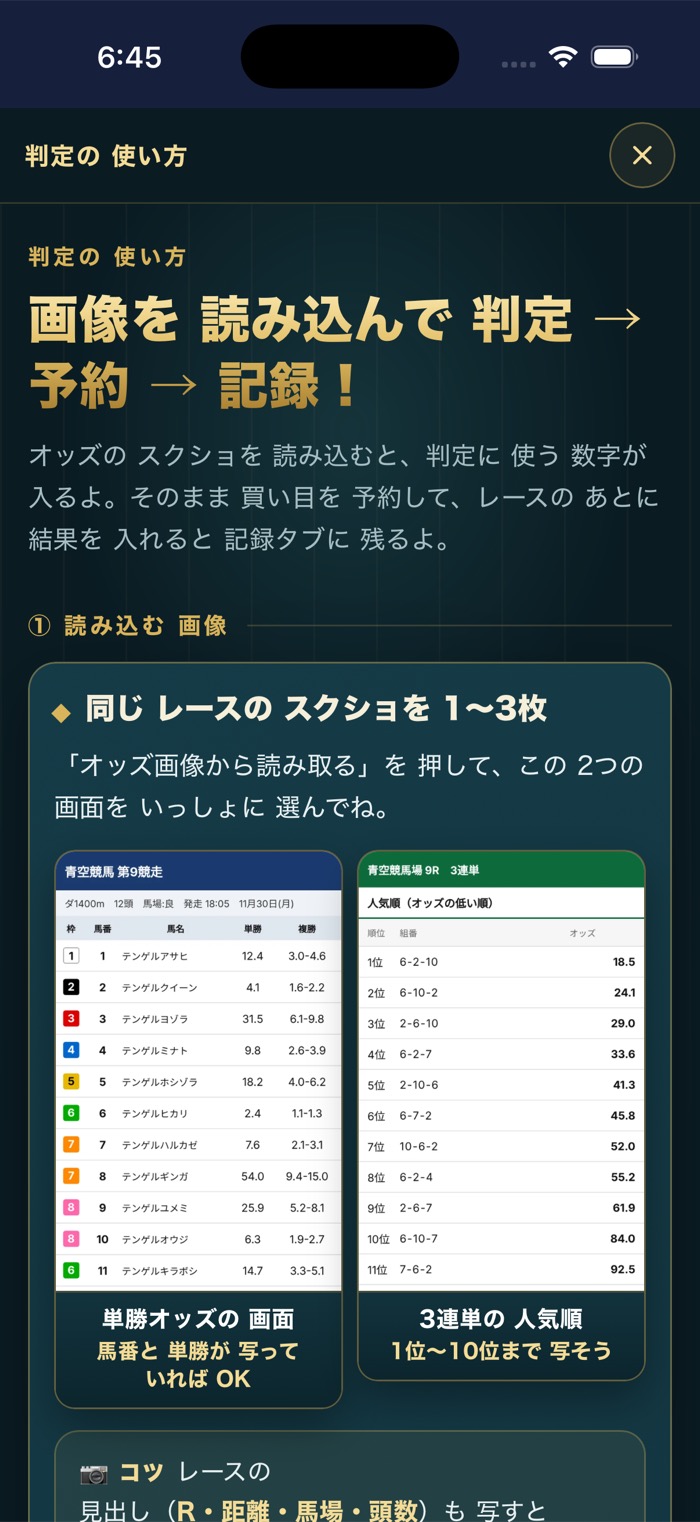 6:45
判定の 使い方
判定の 使い方
画像を 読み込んで 判定 →
予約 → 記録！
オッズの スクショを 読み込むと、判定に 使う 数字が
入るよ。そのまま 買い目を 予約して、レースの あとに
結果を 入れると 記録タブに 残るよ。
① 読み込む 画像
◆ 同じ レースの スクショを 1〜3枚
「オッズ画像から読み取る」を 押して、この 2つの
画面を いっしょに 選んでね。
青空競馬 第9競走
ダ1400m 12頭 馬場:良 発走 18:05 11月30日(月)
枠 馬番 馬名 単勝 複勝
1 1 テンゲルアサヒ 12.4 3.0-4.6
2 2 テンゲルクイーン 4.1 1.6-2.2
3 3 テンゲルヨゾラ 31.5 6.1-9.8
4 4 テンゲルミナト 9.8 2.6-3.9
5 5 テンゲルホシゾラ 18.2 4.0-6.2
6 6 テンゲルヒカリ 2.4 1.1-1.3
7 7 テンゲルハルカゼ 7.6 2.1-3.1
7 8 テンゲルギンガ 54.0 9.4-15.0
8 9 テンゲルユメミ 25.9 5.2-8.1
8 10 テンゲルオウジ 6.3 1.9-2.7
6 11 テンゲルキラボシ 14.7 3.3-5.1
単勝オッズの 画面
馬番と 単勝が 写って
いれば OK
青空競馬場 9R 3連単
人気順（オッズの低い順）
順位 組番 オッズ
1位 6-2-10 18.5
2位 6-10-2 24.1
3位 2-6-10 29.0
4位 6-2-7 33.6
5位 2-10-6 41.3
6位 6-7-2 45.8
7位 10-6-2 52.0
8位 6-2-4 55.2
9位 2-6-7 61.9
10位 6-10-7 84.0
11位 7-6-2 92.5
3連単の 人気順
1位〜10位まで 写そう
コツ レースの
見出し（R・距離・馬場・頭数）も 写すと